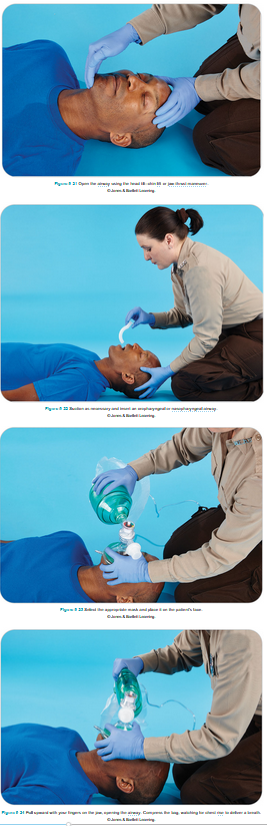 Figure 8 21 Open the airway using the head tilt- chin lift or jaw thrust maneuver.
© Jones & Bartlett Learning.
Figure 8 22 Suction as necessary and insert an oropharyngeal or nasopharyngeal airway.
© Jones & Bartlett Learning.
Figure 8 23 Select the appropriate mask and place it on the patient's face.
© Jones & Bartlett Learning.
Figure 8 24 Pull upward with your fingers on the jaw, opening the airway. Compress the bag, watching for chest rise to deliver a breath.
© Jones & Bartlett Learning.